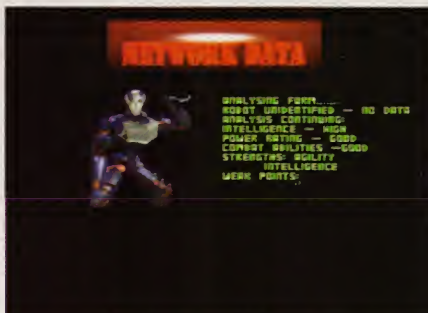 NETWORK DATA
ANALYSING FORM......
ROBOT UNIDENTIFIED — NO DATA
ANALYSIS CONTINUING:
INTELLIGENCE — HIGH
POWER RATING — GOOD
COMBAT ABILITIES —GOOD
STRENGTHS: AGILITY
INTELLIGENCE
WEAK POINTS: